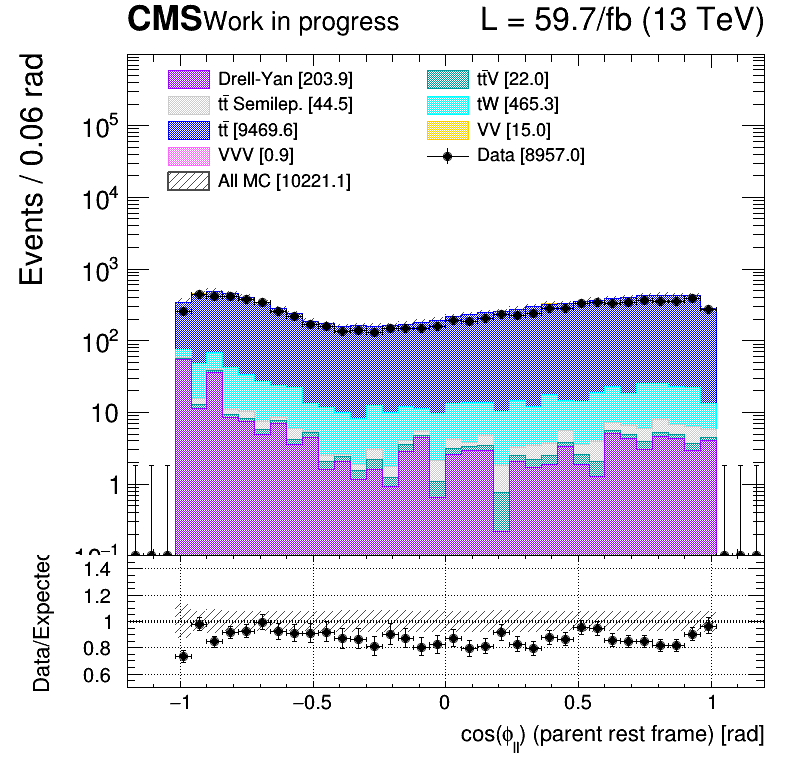 CMS Work in progress L = 59.7/fb (13 TeV)
Drell-Yan [203.9] tt̄V [22.0]
tt̄ Semilep. [44.5] tW [465.3]
tt̄ [9469.6] VV [15.0]
VVV [0.9] Data [8957.0]
All MC [10221.1]
Events / 0.06 rad
10⁵
10⁴
10³
10²
10
1
10⁻¹
Data/Expected
1.4
1.2
1
0.8
0.6
−1 −0.5 0 0.5 1
cos(ϕ_ll) (parent rest frame) [rad]